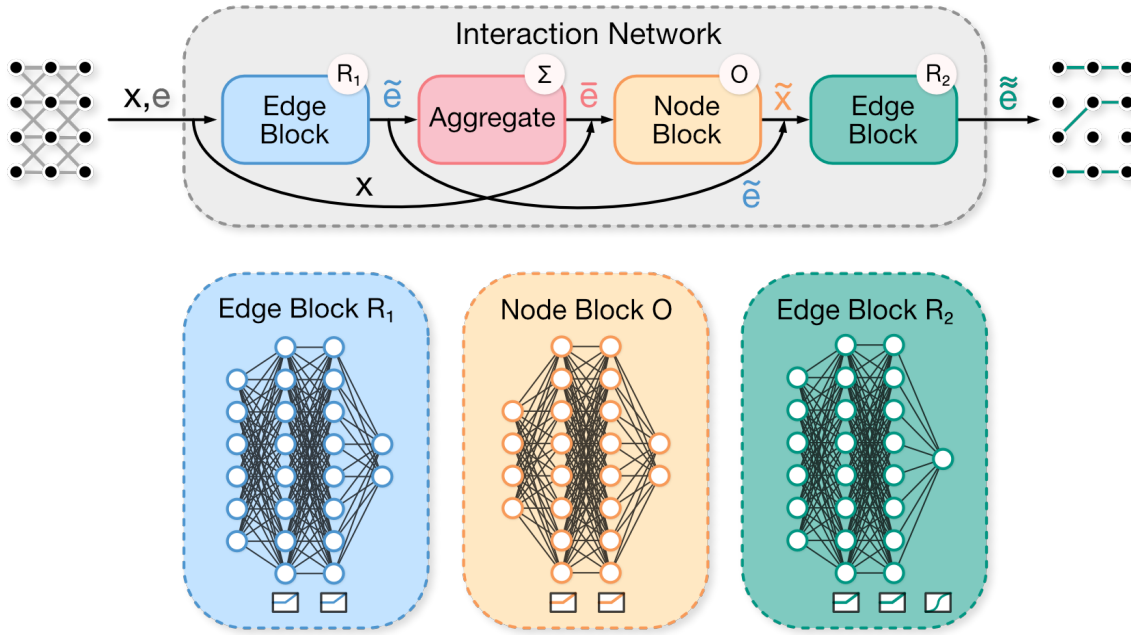 Interaction Network
x,e
Edge
Block
R₁
ẽ
Aggregate
Σ
e̅
Node
Block
O
x̃
Edge
Block
R₂
ẽ̃
x
ẽ
Edge Block R₁
Node Block O
Edge Block R₂